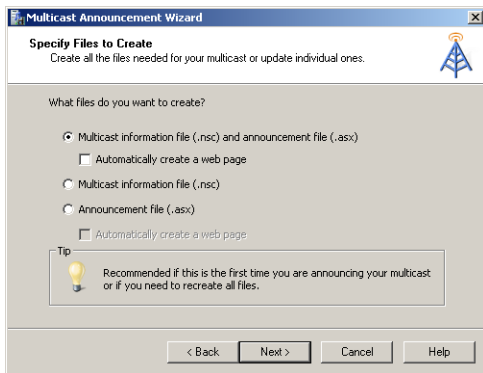 Multicast Announcement Wizard
Specify Files to Create
Create all the files needed for your multicast or update individual ones.
What files do you want to create?
Multicast information file (.nsc) and announcement file (.asx)
Automatically create a web page
Multicast information file (.nsc)
Announcement file (.asx)
Automatically create a web page
Tip
Recommended if this is the first time you are announcing your multicast
or if you need to recreate all files.
< Back Next > Cancel Help